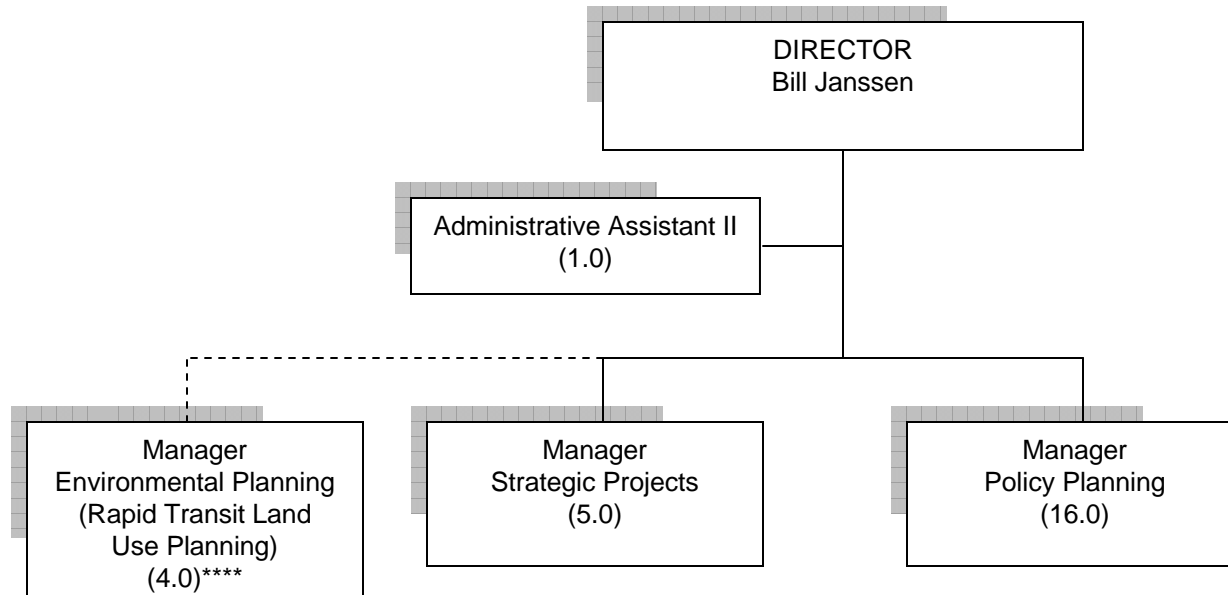 DIRECTOR
Bill Janssen
Administrative Assistant II
(1.0)
Manager
Environmental Planning
(Rapid Transit Land
Use Planning)
(4.0)****
Manager
Strategic Projects
(5.0)
Manager
Policy Planning
(16.0)